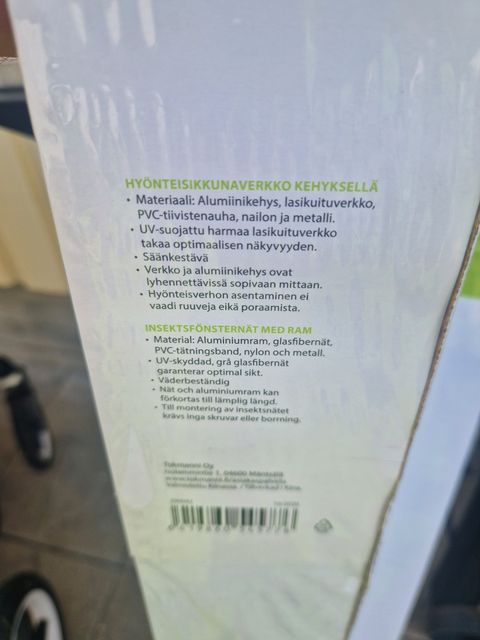 HYÖNTEISIKKUNAVERKKO KEHYKSELLÄ
• Materiaali: Alumiinikehys, lasikuituverkko,
PVC-tiivistenauha, nailon ja metalli.
• UV-suojattu harmaa lasikuituverkko
takaa optimaalisen näkyvyyden.
• Säänkestävä
• Verkko ja alumiinikehys ovat
lyhennettävissä sopivaan mittaan.
• Hyönteisverhon asentaminen ei
vaadi ruuveja eikä poraamista.
INSEKTSFÖNSTERNÄT MED RAM
• Material: Aluminiumram, glasfibernät,
PVC-tätningsband, nylon och metall.
• UV-skyddad, grå glasfibernät
garanterar optimal sikt.
• Väderbeständig
• Nät och aluminiumram kan
förkortas till lämplig längd.
• Till montering av insektsnätet
krävs inga skruvar eller borrning.
Tokmanni Oy
1, 04600 Mäntsälä